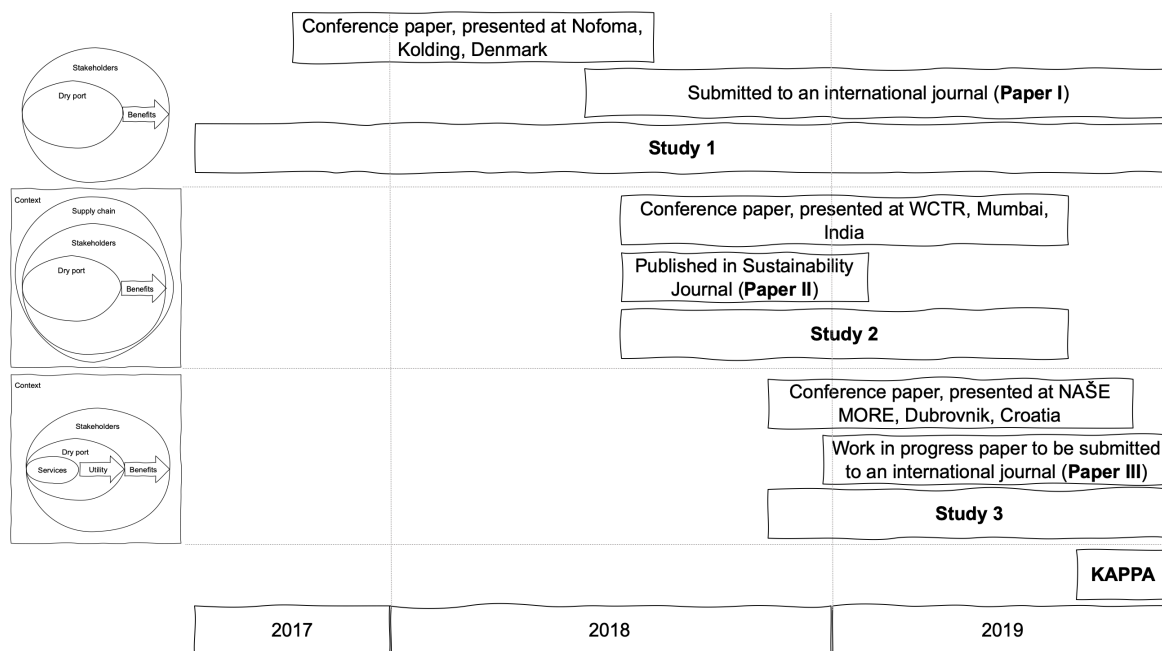 Conference paper, presented at Nofoma,
Kolding, Denmark
Stakeholders
Dry port
Benefits
Submitted to an international journal (Paper I)
Study 1
Context
Supply chain
Stakeholders
Dry port
Benefits
Conference paper, presented at WCTR, Mumbai,
India
Published in Sustainability
Journal (Paper II)
Study 2
Context
Stakeholders
Dry port
Services
Utility
Benefits
Conference paper, presented at NAŠE
MORE, Dubrovnik, Croatia
Work in progress paper to be submitted
to an international journal (Paper III)
Study 3
KAPPA
2017
2018
2019